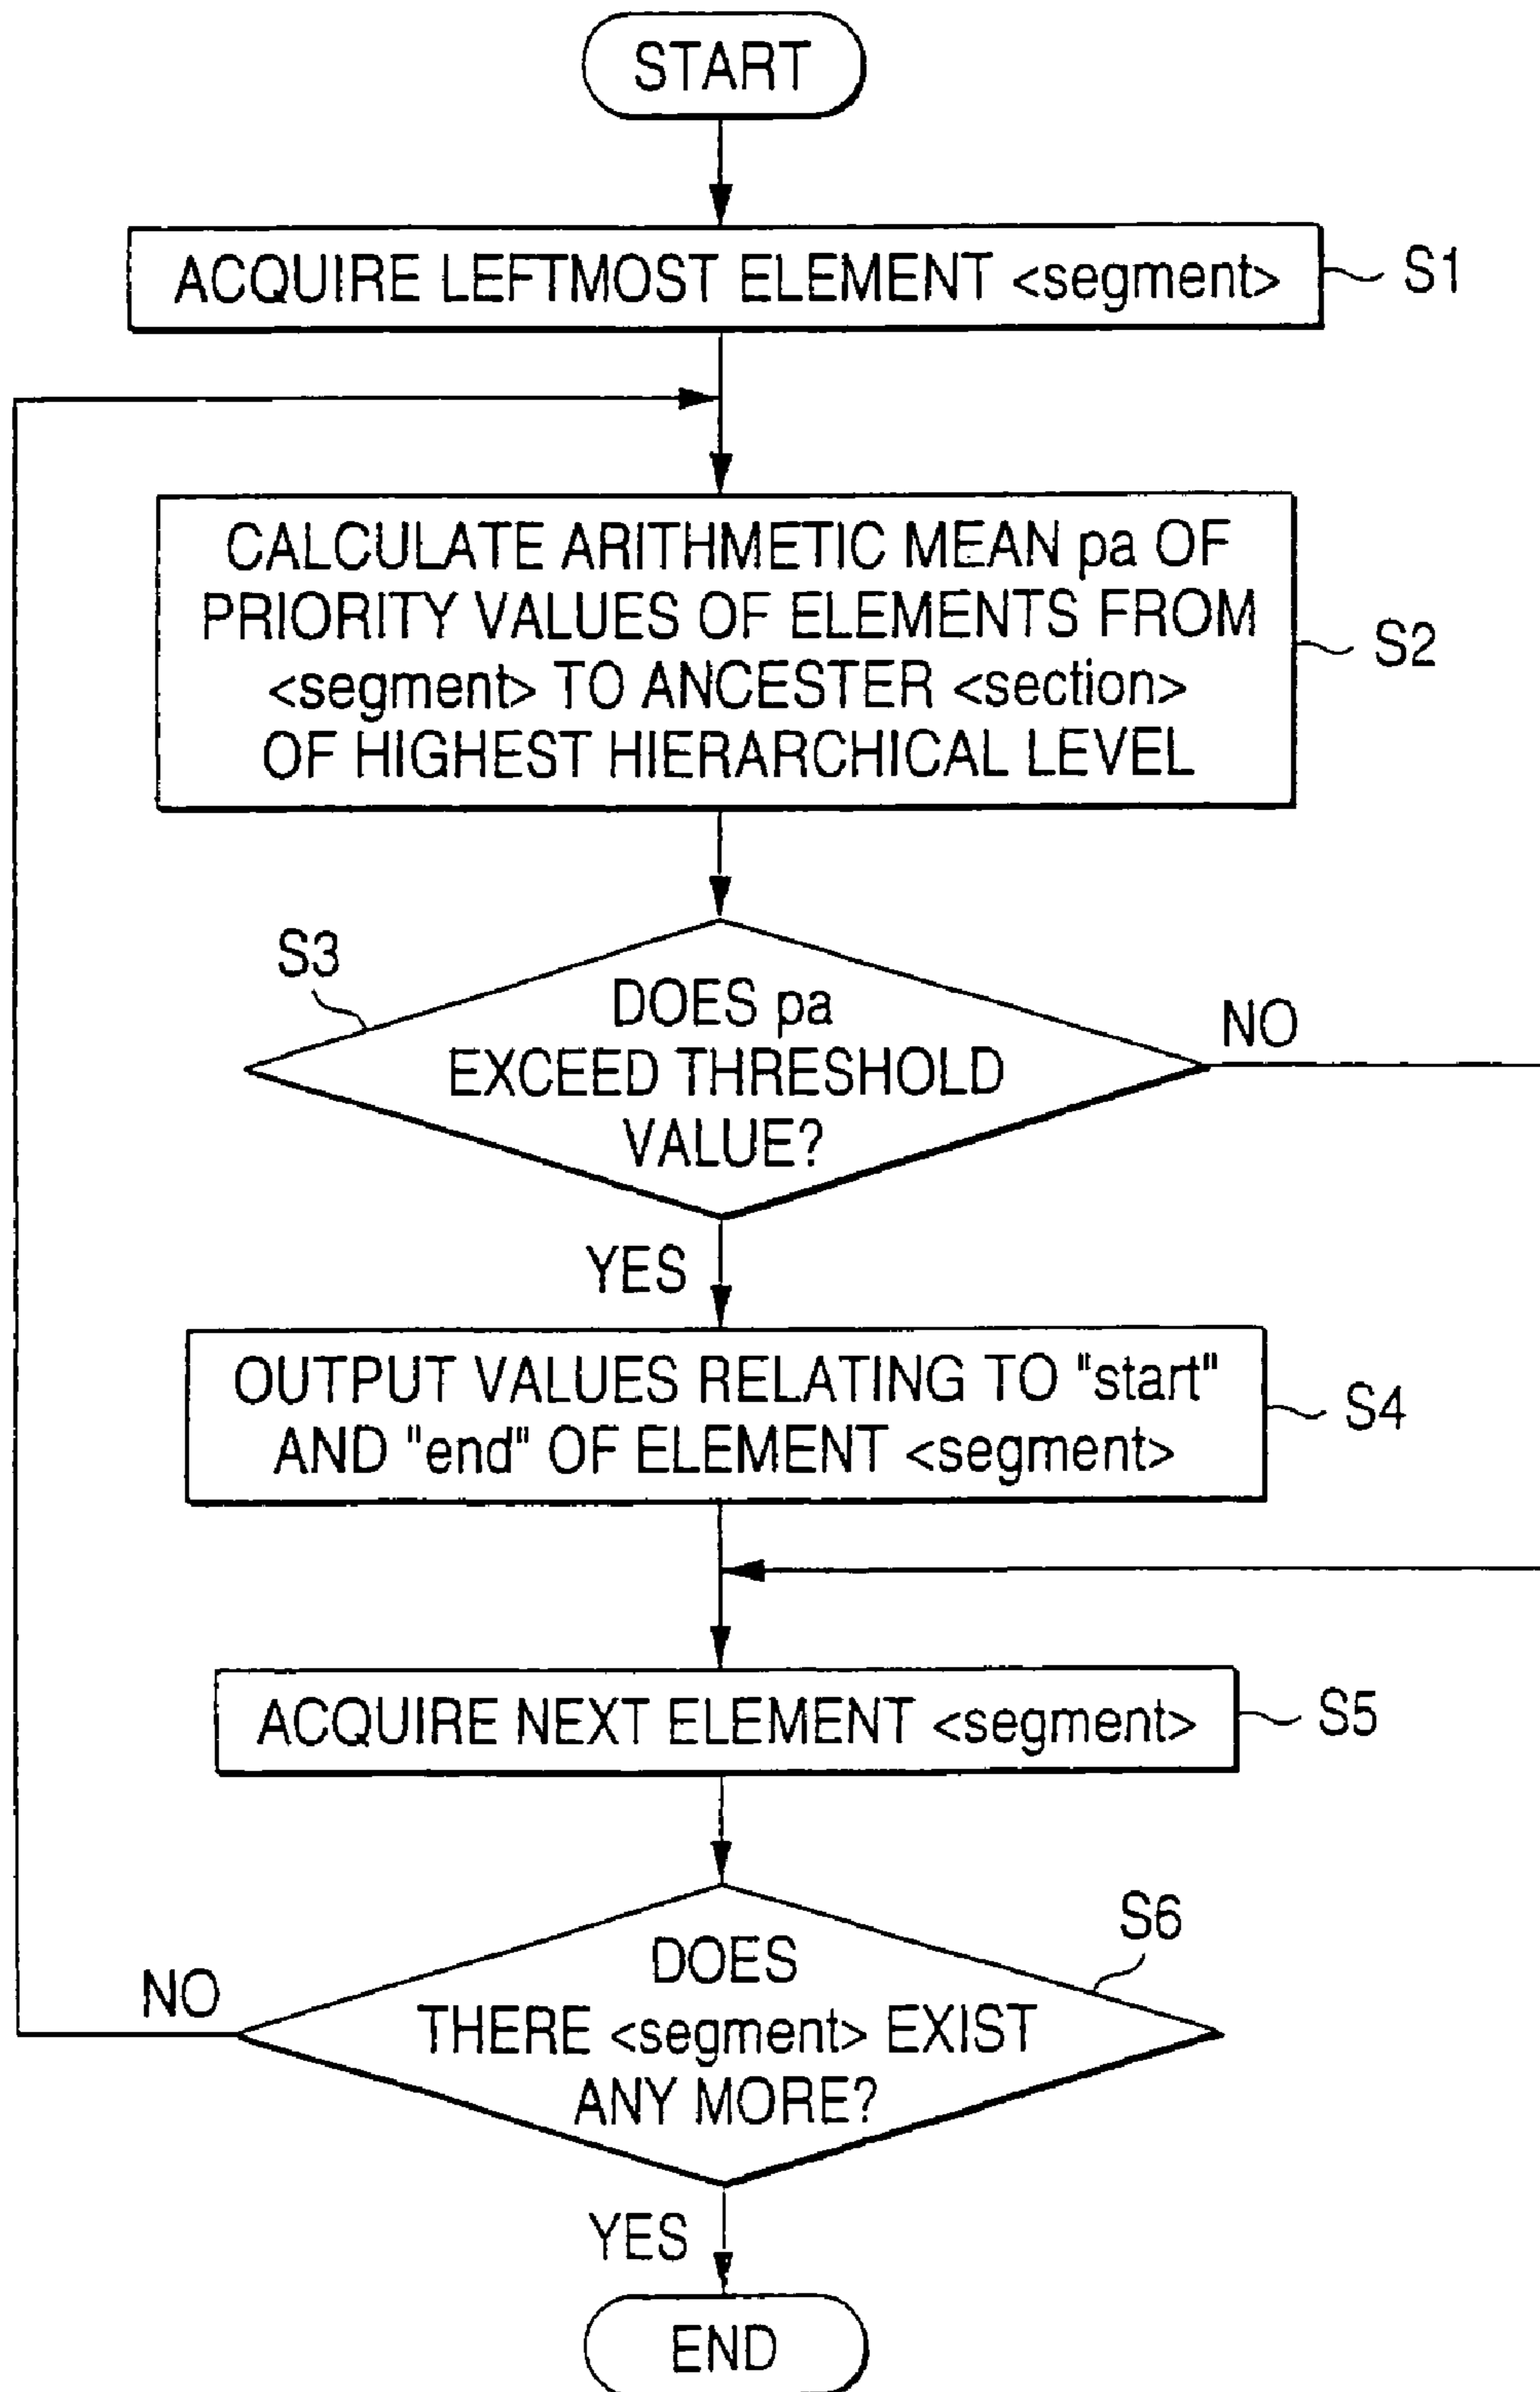 START
ACQUIRE LEFTMOST ELEMENT <segment>
S1
CALCULATE ARITHMETIC MEAN pa OF
PRIORITY VALUES OF ELEMENTS FROM
<segment> TO ANCESTER <section>
OF HIGHEST HIERARCHICAL LEVEL
S2
S3
DOES pa
EXCEED THRESHOLD
VALUE?
NO
YES
OUTPUT VALUES RELATING TO "start"
AND "end" OF ELEMENT <segment>
S4
ACQUIRE NEXT ELEMENT <segment>
S5
S6
DOES
THERE <segment> EXIST
ANY MORE?
NO
YES
END